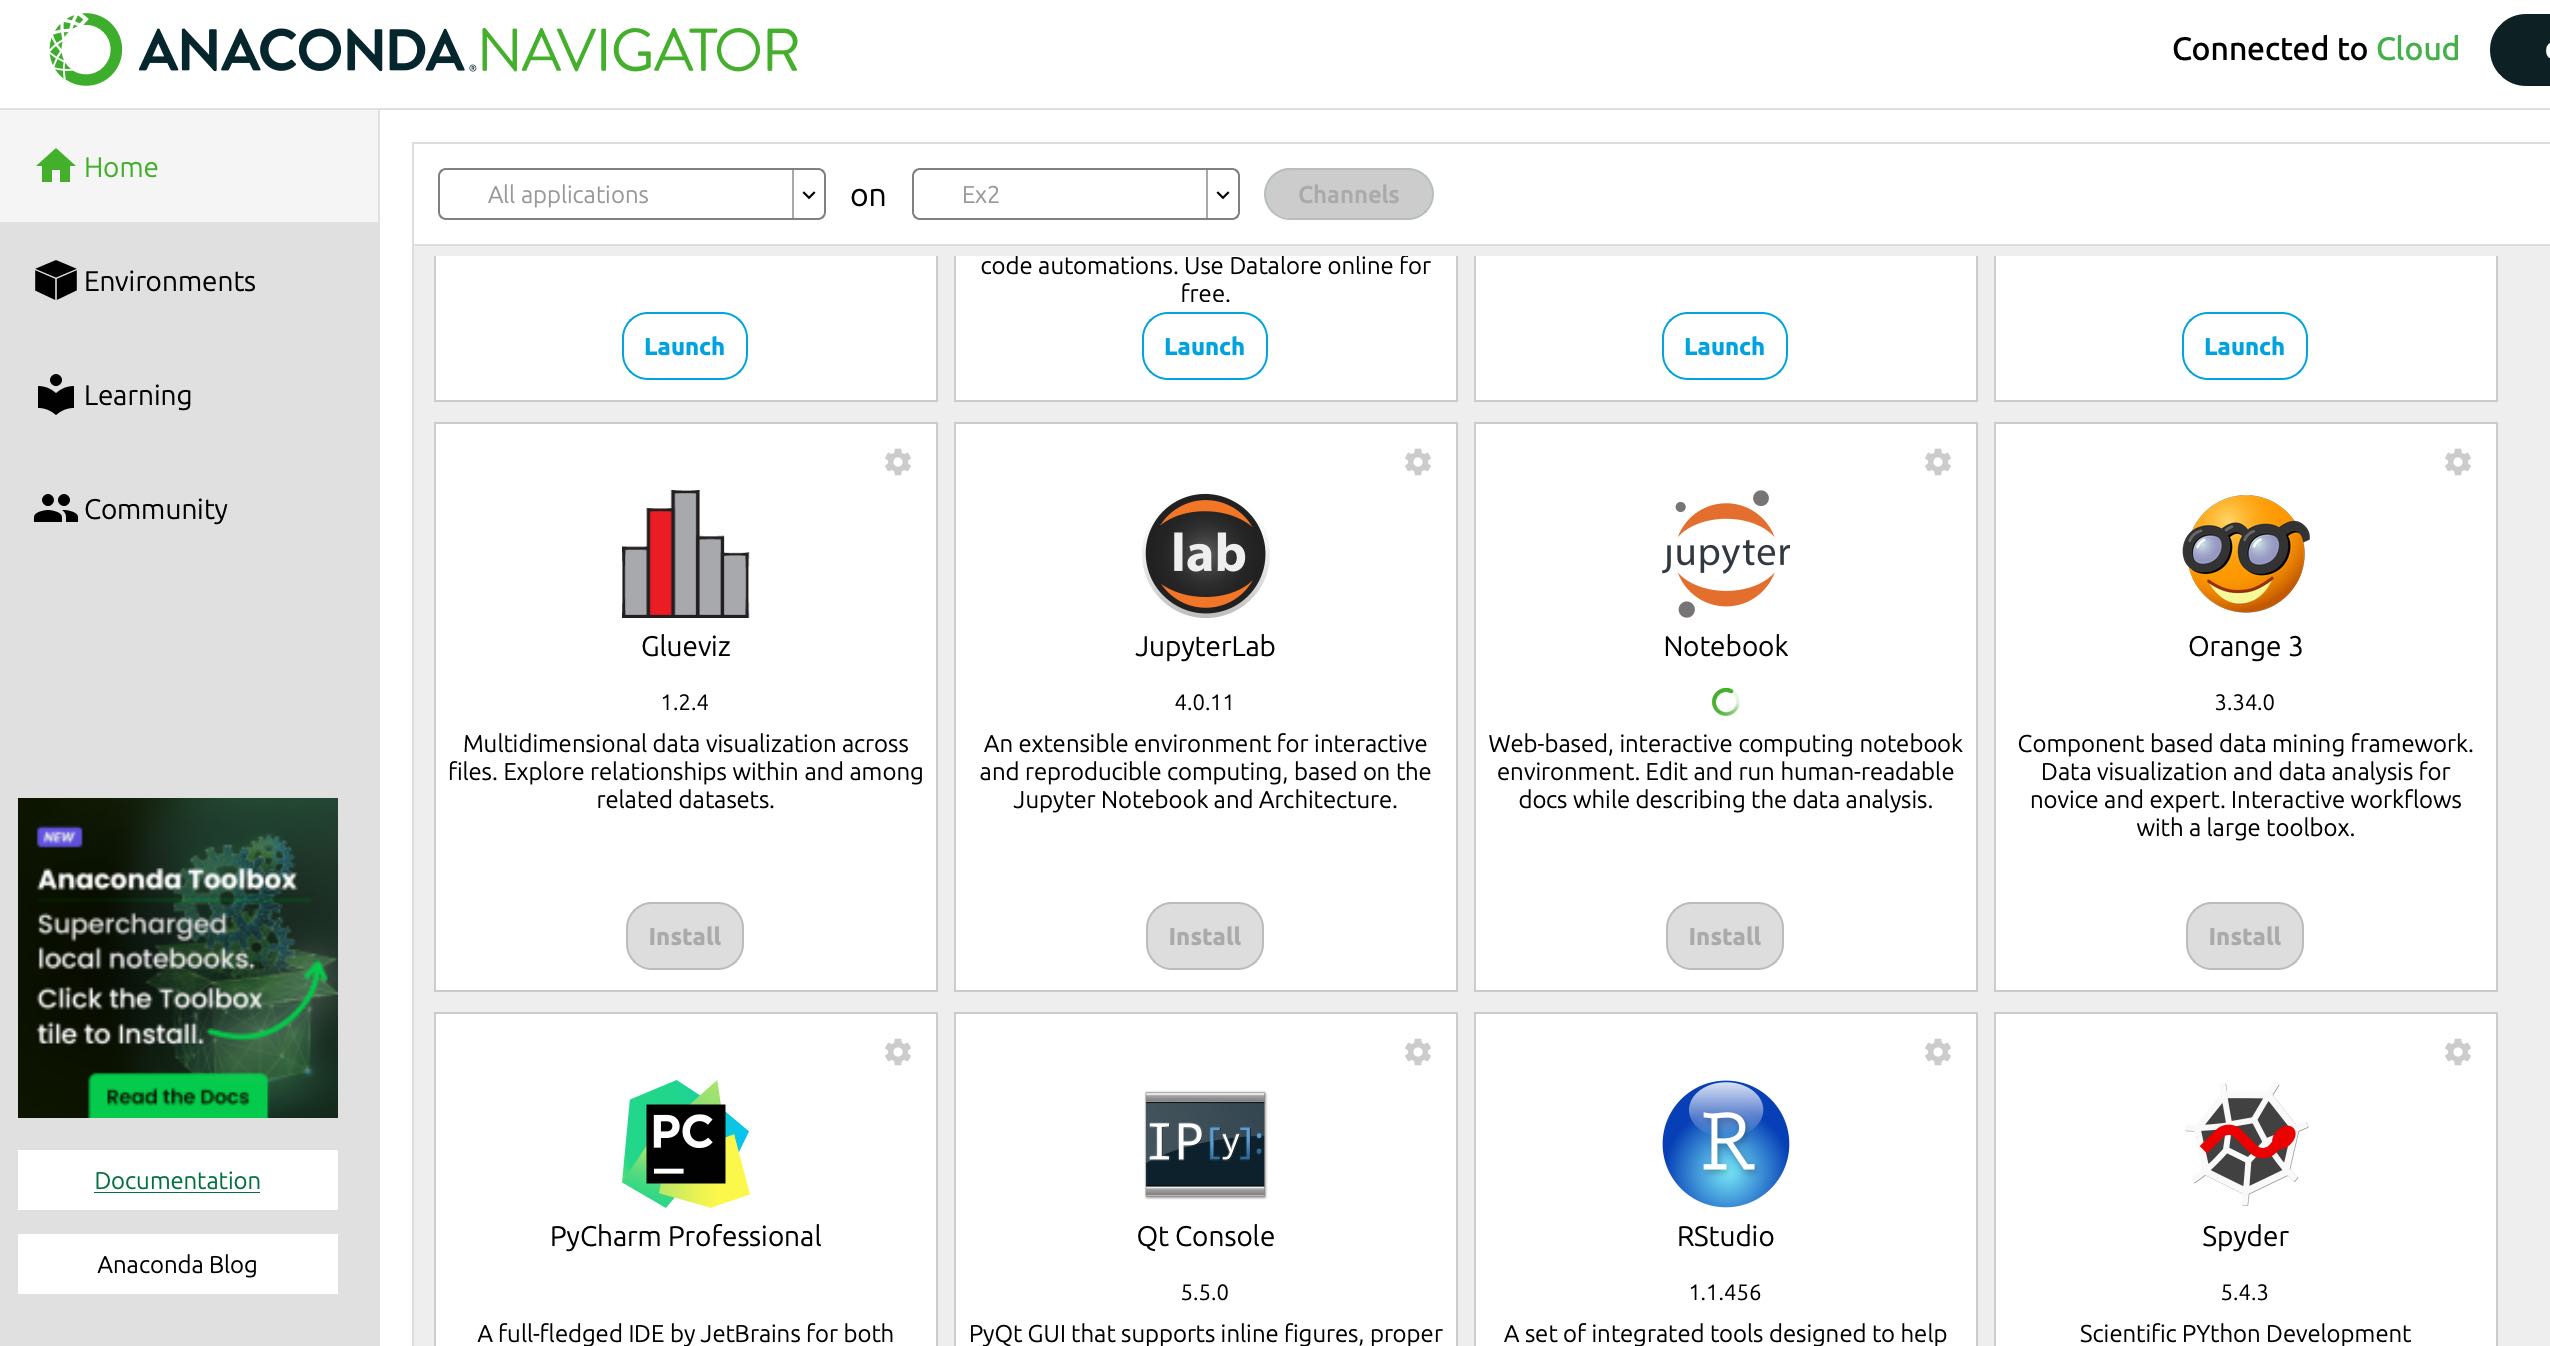 ANACONDA.NAVIGATOR
Connected to Cloud
Home
Environments
Learning
Community
NEW
Anaconda Toolbox
Supercharged
local notebooks.
Click the Toolbox
tile to Install.
Read the Docs
Documentation
Anaconda Blog
All applications on Ex2 Channels
code automations. Use Datalore online for
free.
Launch Launch Launch Launch
lab
jupyter
Glueviz
1.2.4
Multidimensional data visualization across
files. Explore relationships within and among
related datasets.
Install
JupyterLab
4.0.11
An extensible environment for interactive
and reproducible computing, based on the
Jupyter Notebook and Architecture.
Install
Notebook
Web-based, interactive computing notebook
environment. Edit and run human-readable
docs while describing the data analysis.
Install
Orange 3
3.34.0
Component based data mining framework.
Data visualization and data analysis for
novice and expert. Interactive workflows
with a large toolbox.
Install
PC
PyCharm Professional
A full-fledged IDE by JetBrains for both
IP[y]:
Qt Console
5.5.0
PyQt GUI that supports inline figures, proper
R
RStudio
1.1.456
A set of integrated tools designed to help
Spyder
5.4.3
Scientific PYthon Development